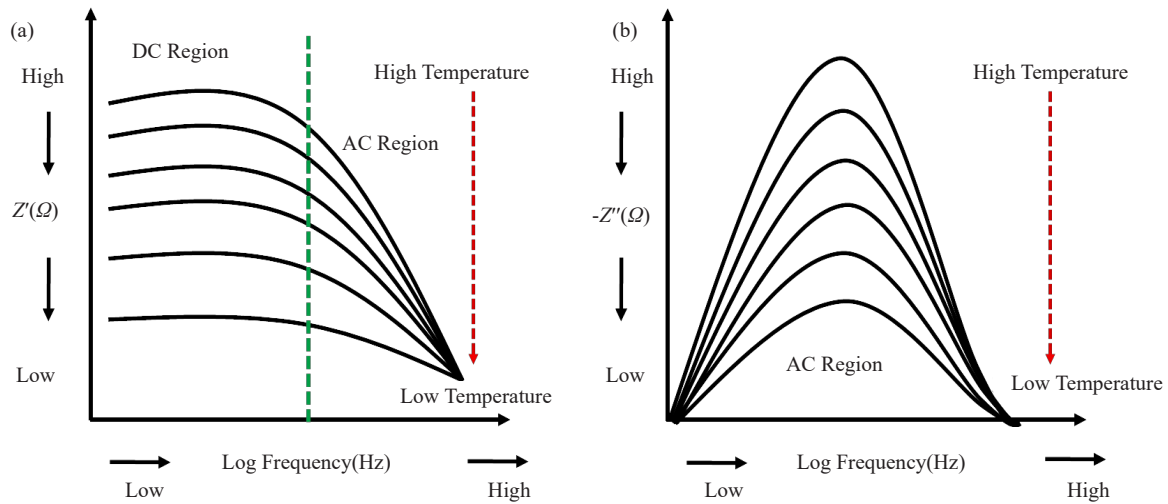 (a)
DC Region
High
High Temperature
AC Region
Z′(Ω)
Low
Low Temperature
Log Frequency(Hz)
Low
High
(b)
High
High Temperature
-Z′′(Ω)
AC Region
Low
Low Temperature
Log Frequency(Hz)
Low
High